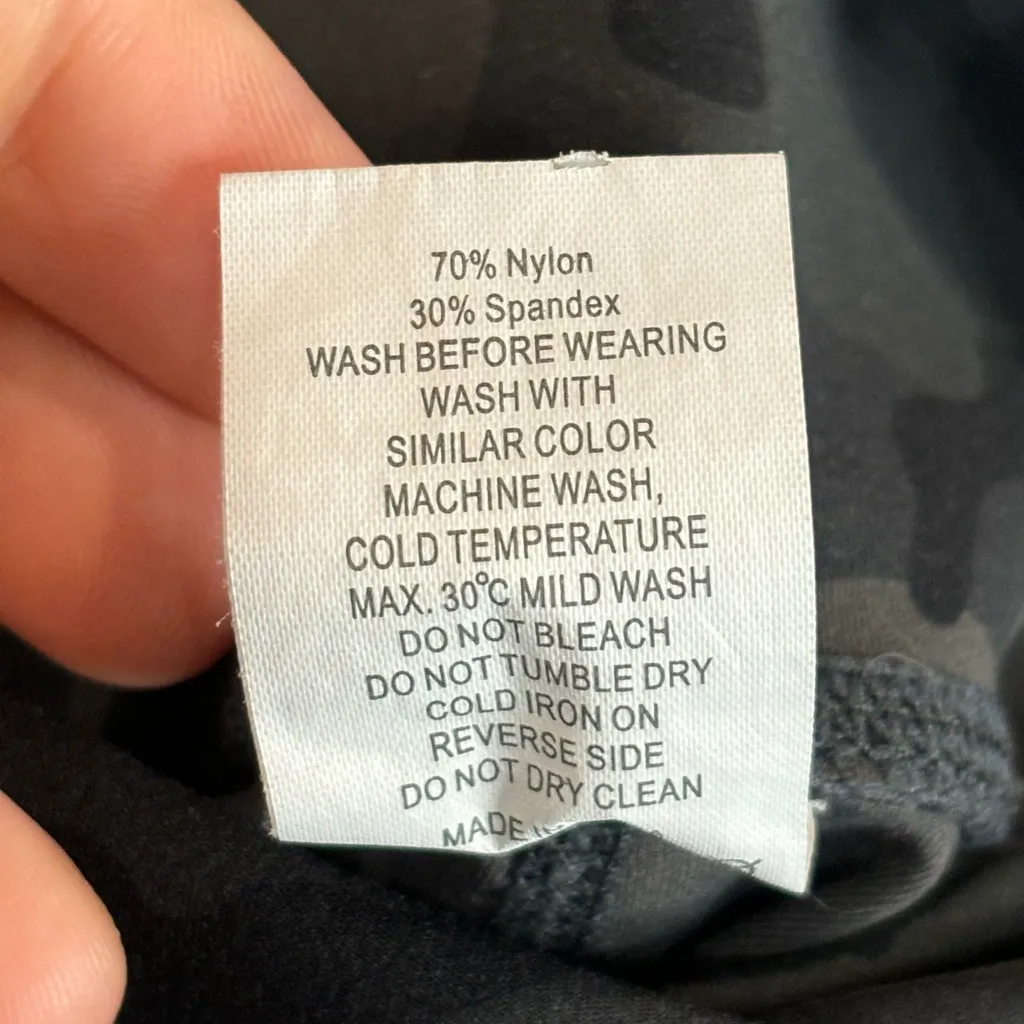 70% Nylon
30% Spandex
WASH BEFORE WEARING
WASH WITH
SIMILAR COLOR
MACHINE WASH,
COLD TEMPERATURE
MAX. 30℃ MILD WASH
DO NOT BLEACH
DO NOT TUMBLE DRY
COLD IRON ON
REVERSE SIDE
DO NOT DRY CLEAN
MADE